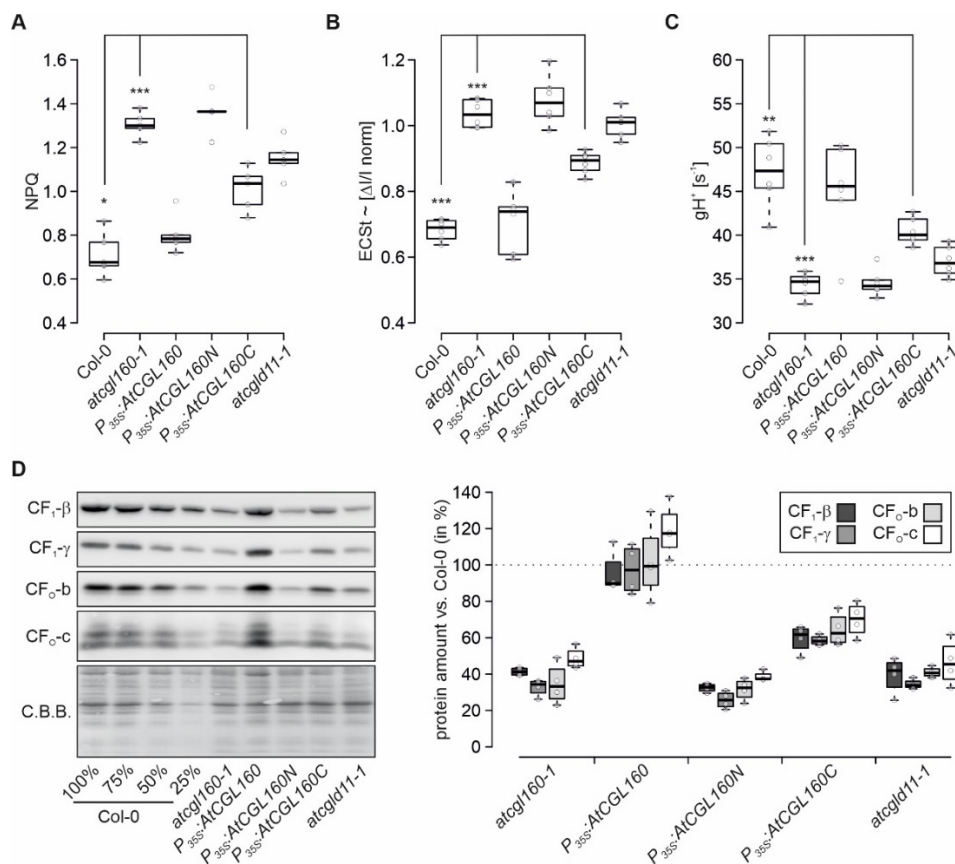 A
B
C
NPQ
1.6
1.4
1.2
1.0
0.8
0.6
0.4
*
***
Col-0
atcgl160-1
P35S:AtCGL160
P35S:AtCGL160N
P35S:AtCGL160C
atcgld11-1
ECSt ~ [ΔI/I norm]
1.2
1.0
0.8
0.6
0.4
***
***
Col-0
atcgl160-1
P35S:AtCGL160
P35S:AtCGL160N
P35S:AtCGL160C
atcgld11-1
gH+ [s-1]
60
55
50
45
40
35
30
**
***
Col-0
atcgl160-1
P35S:AtCGL160
P35S:AtCGL160N
P35S:AtCGL160C
atcgld11-1
D
CF1-β
CF1-γ
CFO-b
CFO-c
C.B.B.
100%
75%
50%
25%
Col-0
atcgl160-1
P35S:AtCGL160
P35S:AtCGL160N
P35S:AtCGL160C
atcgld11-1
protein amount vs. Col-0 (in %)
140
120
100
80
60
40
20
0
CF1-β CFO-b
CF1-γ CFO-c
atcgl160-1
P35S:AtCGL160
P35S:AtCGL160N
P35S:AtCGL160C
atcgld11-1